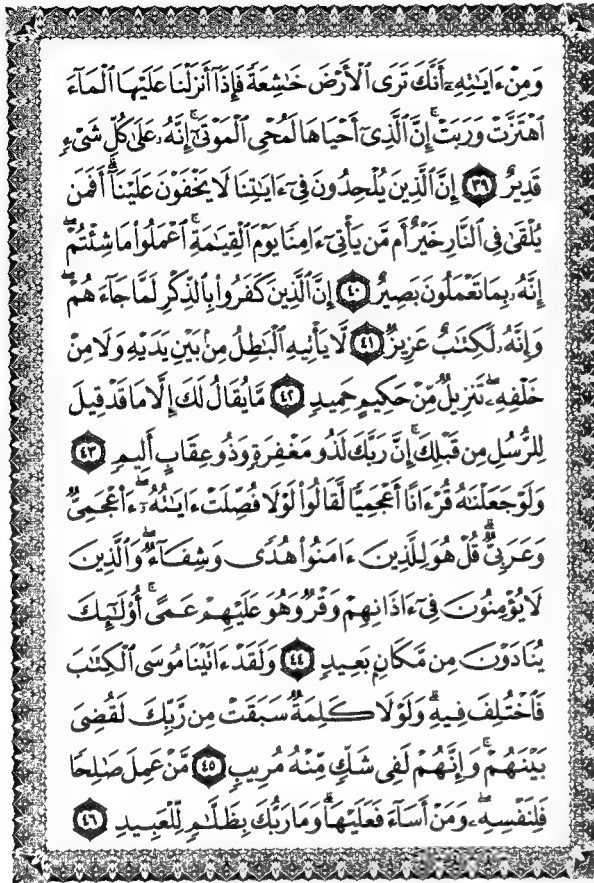 وَمِنْ ءَايَٰتِهِۦٓ أَنَّكَ تَرَى ٱلْأَرْضَ خَٰشِعَةً فَإِذَآ أَنزَلْنَا عَلَيْهَا ٱلْمَآءَ
ٱهْتَزَّتْ وَرَبَتْ ۚ إِنَّ ٱلَّذِىٓ أَحْيَاهَا لَمُحْىِ ٱلْمَوْتَىٰٓ ۚ إِنَّهُۥ عَلَىٰ كُلِّ شَىْءٍ
قَدِيرٌ ٣٩ إِنَّ ٱلَّذِينَ يُلْحِدُونَ فِىٓ ءَايَٰتِنَا لَا يَخْفَوْنَ عَلَيْنَآ ۗ أَفَمَن
يُلْقَىٰ فِى ٱلنَّارِ خَيْرٌ أَم مَّن يَأْتِىٓ ءَامِنًا يَوْمَ ٱلْقِيَٰمَةِ ۚ ٱعْمَلُوا۟ مَا شِئْتُمْ ۖ
إِنَّهُۥ بِمَا تَعْمَلُونَ بَصِيرٌ ٤٠ إِنَّ ٱلَّذِينَ كَفَرُوا۟ بِٱلذِّكْرِ لَمَّا جَآءَهُمْ ۖ
وَإِنَّهُۥ لَكِتَٰبٌ عَزِيزٌ ٤١ لَّا يَأْتِيهِ ٱلْبَٰطِلُ مِنۢ بَيْنِ يَدَيْهِ وَلَا مِنْ
خَلْفِهِۦ ۖ تَنزِيلٌ مِّنْ حَكِيمٍ حَمِيدٍ ٤٢ مَّا يُقَالُ لَكَ إِلَّا مَا قَدْ قِيلَ
لِلرُّسُلِ مِن قَبْلِكَ ۚ إِنَّ رَبَّكَ لَذُو مَغْفِرَةٍ وَذُو عِقَابٍ أَلِيمٍ ٤٣
وَلَوْ جَعَلْنَٰهُ قُرْءَانًا أَعْجَمِيًّا لَّقَالُوا۟ لَوْلَا فُصِّلَتْ ءَايَٰتُهُۥٓ ۖ ءَا۬عْجَمِىٌّ
وَعَرَبِىٌّ ۗ قُلْ هُوَ لِلَّذِينَ ءَامَنُوا۟ هُدًى وَشِفَآءٌ ۖ وَٱلَّذِينَ
لَا يُؤْمِنُونَ فِىٓ ءَاذَانِهِمْ وَقْرٌ وَهُوَ عَلَيْهِمْ عَمًى ۚ أُو۟لَٰٓئِكَ
يُنَادَوْنَ مِن مَّكَانٍۭ بَعِيدٍ ٤٤ وَلَقَدْ ءَاتَيْنَا مُوسَى ٱلْكِتَٰبَ
فَٱخْتُلِفَ فِيهِ ۗ وَلَوْلَا كَلِمَةٌ سَبَقَتْ مِن رَّبِّكَ لَقُضِىَ
بَيْنَهُمْ ۚ وَإِنَّهُمْ لَفِى شَكٍّ مِّنْهُ مُرِيبٍ ٤٥ مَّنْ عَمِلَ صَٰلِحًا
فَلِنَفْسِهِۦ ۖ وَمَنْ أَسَآءَ فَعَلَيْهَا ۗ وَمَا رَبُّكَ بِظَلَّٰمٍ لِّلْعَبِيدِ ٤٦